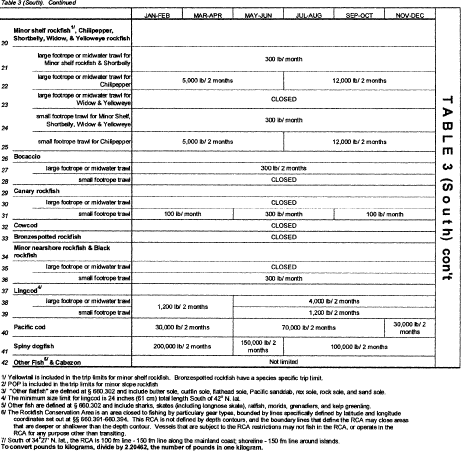 Table 3 (South). Continued
JAN-FEB MAR-APR MAY-JUN JUL-AUG SEP-OCT NOV-DEC
20 Minor shelf rockfish1/, Chilipepper, Shortbelly, Widow, & Yelloweye rockfish
21 large footrope or midwater trawl for Minor shelf rockfish & Shortbelly 300 lb/ month
22 large footrope or midwater trawl for Chilipepper 5,000 lb/ 2 months 12,000 lb/ 2 months
23 large footrope or midwater trawl for Widow & Yelloweye CLOSED
24 small footrope trawl for Minor Shelf, Shortbelly, Widow & Yelloweye 300 lb/ month
25 small footrope trawl for Chilipepper 5,000 lb/ 2 months 12,000 lb/ 2 months
26 Bocaccio
27 large footrope or midwater trawl 300 lb/ 2 months
28 small footrope trawl CLOSED
29 Canary rockfish
30 large footrope or midwater trawl CLOSED
31 small footrope trawl 100 lb/ month 300 lb/ month 100 lb/ month
32 Cowcod CLOSED
33 Bronzespotted rockfish CLOSED
34 Minor nearshore rockfish & Black rockfish
35 large footrope or midwater trawl CLOSED
36 small footrope trawl 300 lb/ month
37 Lingcod4/
38 large footrope or midwater trawl 1,200 lb/ 2 months 4,000 lb/ 2 months
39 small footrope trawl 1,200 lb/ 2 months
40 Pacific cod 30,000 lb/ 2 months 70,000 lb/ 2 months 30,000 lb/ 2 months
41 Spiny dogfish 200,000 lb/ 2 months 150,000 lb/ 2 months 100,000 lb/ 2 months
42 Other Fish5/ & Cabezon Not limited
TABLE 3 (South) con't
1/ Yellowtail is included in the trip limits for minor shelf rockfish. Bronzespotted rockfish have a species specific trip limit.
2/ POP is included in the trip limits for minor slope rockfish
3/ "Other flatfish" are defined at § 660.302 and include butter sole, curlfin sole, flathead sole, Pacific sanddab, rex sole, rock sole, and sand sole.
4/ The minimum size limit for lingcod is 24 inches (61 cm) total length South of 42° N. lat.
5/ Other fish are defined at § 660.302 and include sharks, skates (including longnose skate), ratfish, morids, grenadiers, and kelp greenling.
6/ The Rockfish Conservation Area is an area closed to fishing by particular gear types, bounded by lines specifically defined by latitude and longitude
coordinates set out at §§ 660.391-660.394. This RCA is not defined by depth contours, and the boundary lines that define the RCA may close areas
that are deeper or shallower than the depth contour. Vessels that are subject to RCA restrictions may not fish in the RCA, or operate in the
RCA for any purpose other than transiting.
7/ South of 34°27' N. lat., the RCA is 100 fm line - 150 fm line along the mainland coast; shoreline - 150 fm line around islands.
To convert pounds to kilograms, divide by 2.20462, the number of pounds in one kilogram.